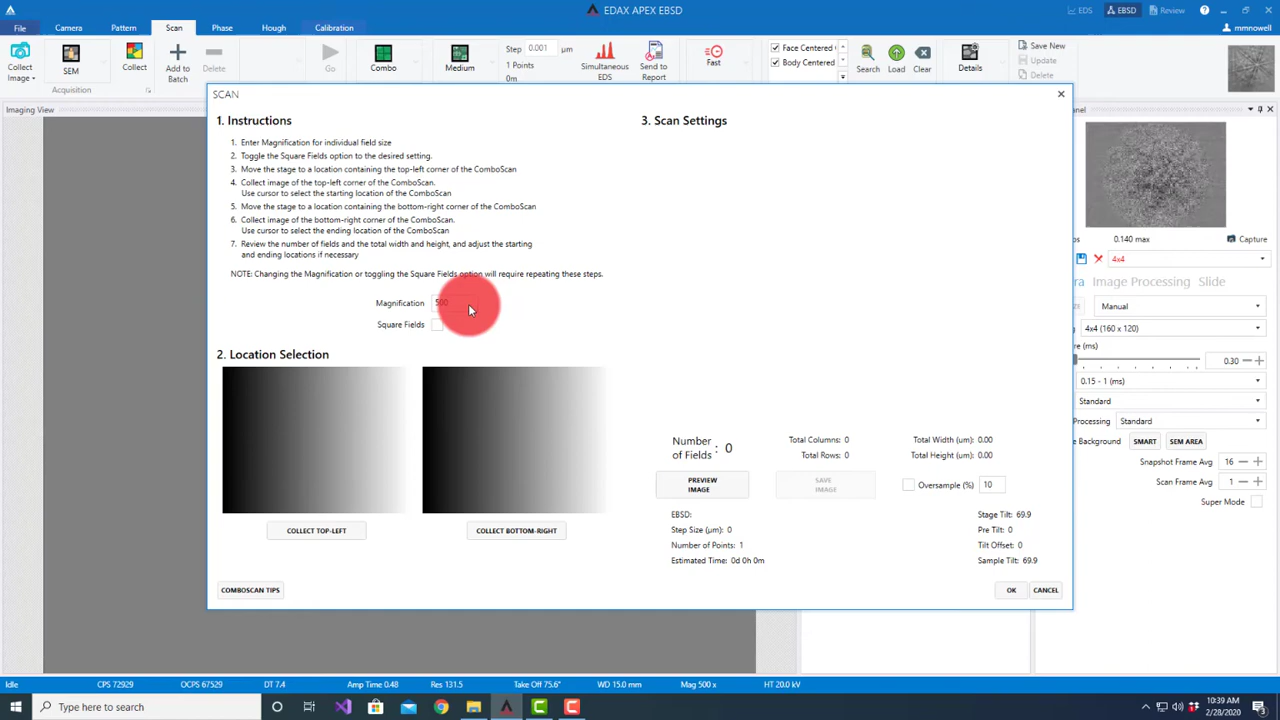 EDAX APEX EBSD
EDS EBSD Review
File Camera Pattern Scan Phase Hough Calibration mmnowell
Collect Image SEM Collect Add to Batch Delete Go Combo Medium
Step 0.001 μm
1 Points
0m
Simultaneous EDS Send to Report Fast
Face Centered
Body Centered
Search Load Clear Details
Save New
Update
Delete
Acquisition
Imaging View
SCAN
1. Instructions
1. Enter Magnification for individual field size
2. Toggle the Square Fields option to the desired setting.
3. Move the stage to a location containing the top-left corner of the ComboScan
4. Collect image of the top-left corner of the ComboScan.
Use cursor to select the starting location of the ComboScan
5. Move the stage to a location containing the bottom-right corner of the ComboScan
6. Collect image of the bottom-right corner of the ComboScan.
Use cursor to select the ending location of the ComboScan
7. Review the number of fields and the total width and height, and adjust the starting
and ending locations if necessary
NOTE: Changing the Magnification or toggling the Square Fields option will require repeating these steps.
Magnification 500
Square Fields
2. Location Selection
COLLECT TOP-LEFT COLLECT BOTTOM-RIGHT
COMBOSCAN TIPS
3. Scan Settings
Number of Fields : 0
Total Columns: 0 Total Width (um): 0.00
Total Rows: 0 Total Height (um): 0.00
PREVIEW IMAGE SAVE IMAGE Oversample (%) 10
EBSD: Stage Tilt: 69.9
Step Size (μm): 0 Pre Tilt: 0
Number of Points: 1 Tilt Offset: 0
Estimated Time: 0d 0h 0m Sample Tilt: 69.9
OK CANCEL
0.140 max Capture
4x4
Image Processing Slide
Manual
4x4 (160 x 120)
(ms)
0.30
0.15 - 1 (ms)
Standard
Processing Standard
Background SMART SEM AREA
Snapshot Frame Avg 16
Scan Frame Avg 1
Super Mode
Idle CPS 72929 OCPS 67529 DT 7.4 Amp Time 0.48 Res 131.5 Take Off 75.6° WD 15.0 mm Mag 500 x HT 20.0 kV
Type here to search
10:39 AM
2/28/2020